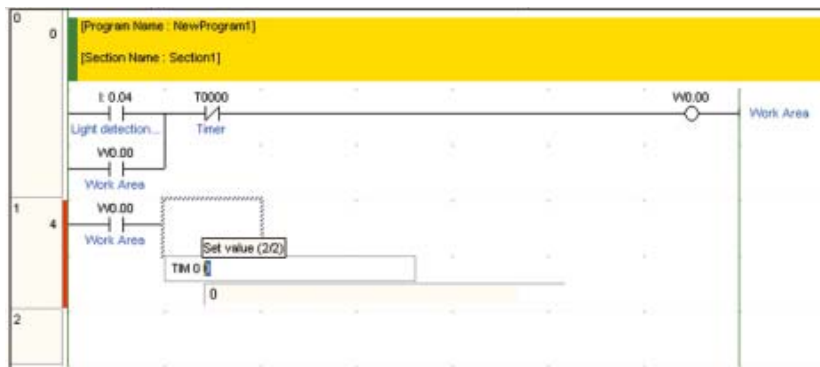 0
0
[Program Name : NewProgram1]
[Section Name : Section1]
I: 0.04 T0000 W0.00
Light detection... Timer Work Area
W0.00
Work Area
1
4
W0.00
Work Area
Set value (2/2)
TIM 0 0
0
2